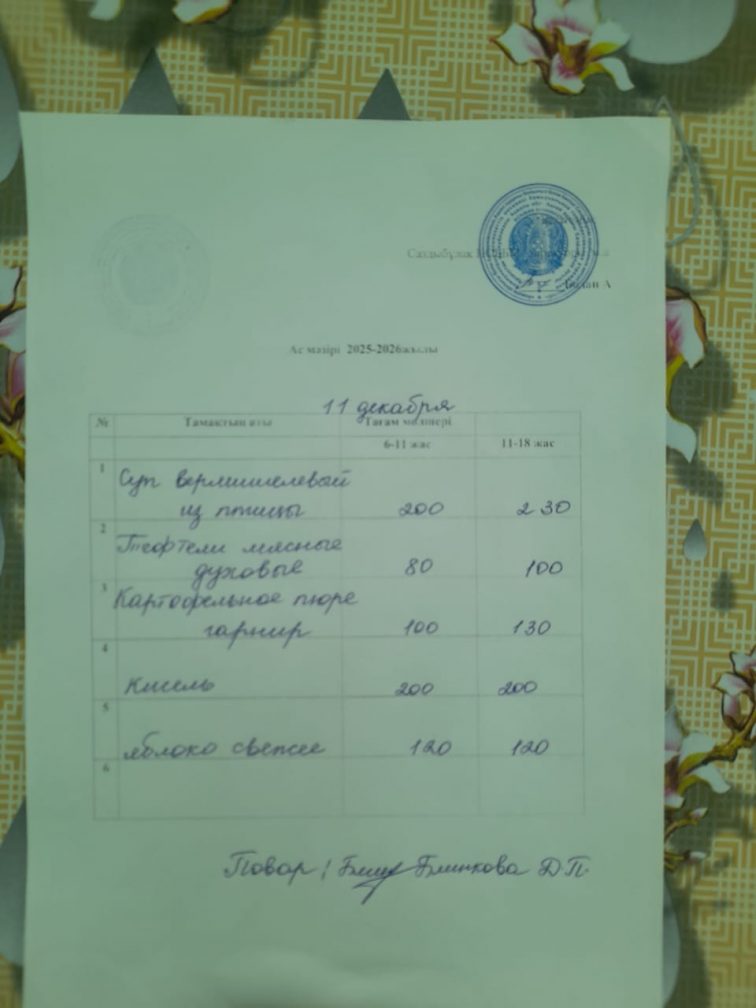 Саздыбұлак
Ас мәзірі 2025-2026жылы
11 декабря
№ Тамақтың аты Тағам мөлшері
6-11 жас 11-18 жас
1 Суп вермишелевый
из птицы 200 230
2 Тефтели мясные
духовые 80 100
3 Картофельное пюре
гарнир 100 130
4 Кисель 200 200
5 яблоко свежее 120 120
6
Повар / Блинкова Д.П.